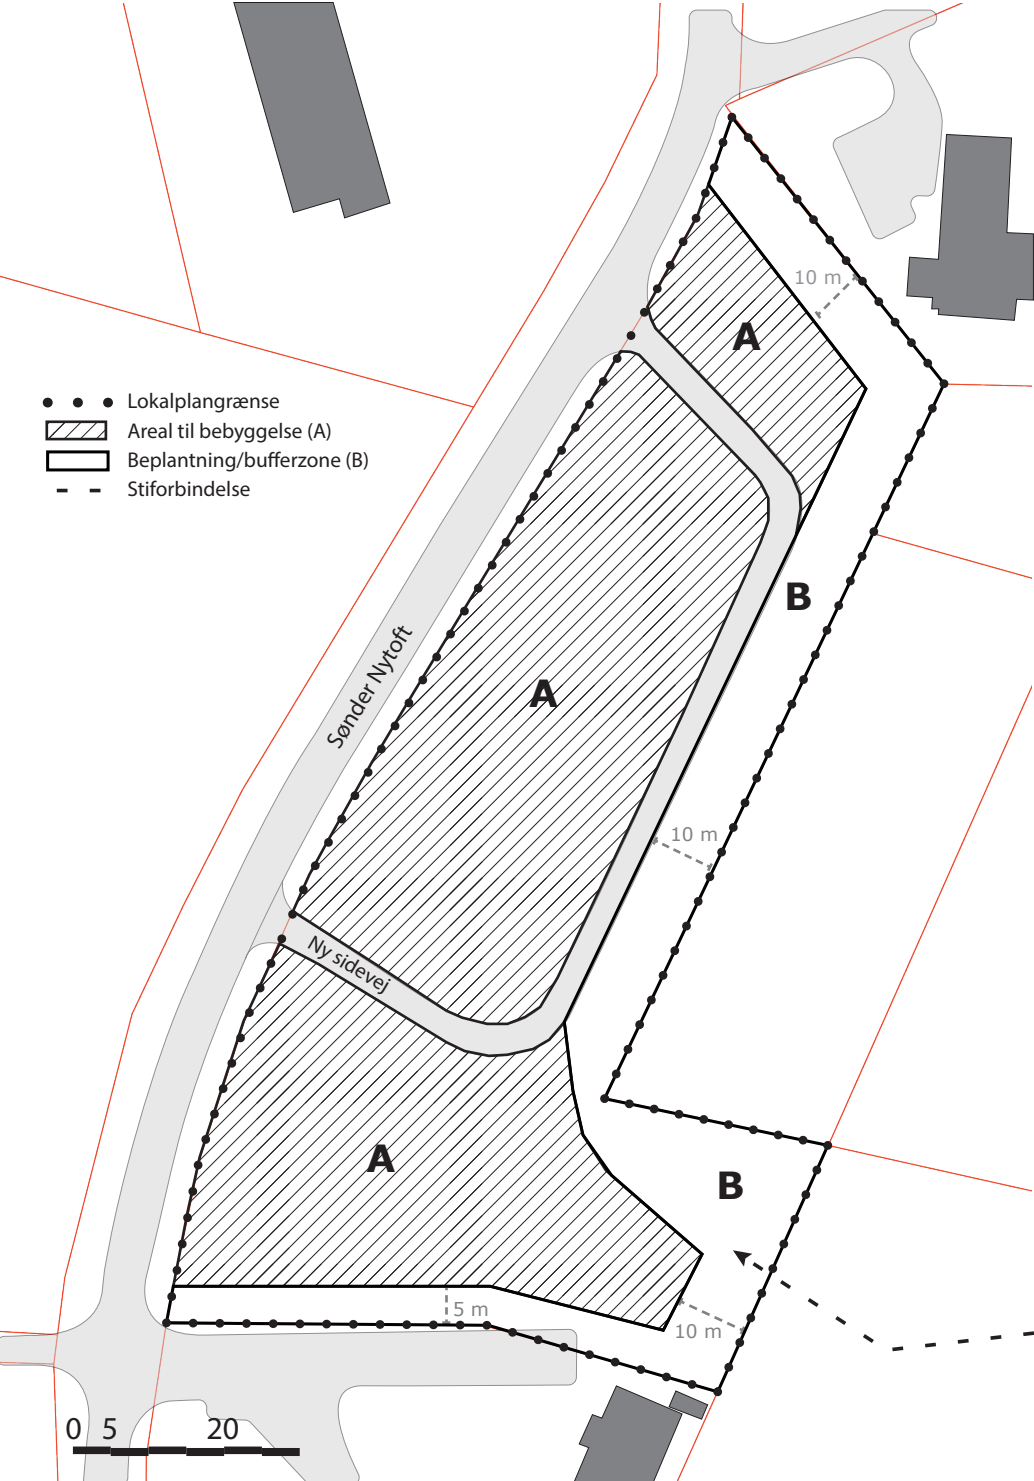 10 m
A
Lokalplangrænse
Areal til bebyggelse (A)
Beplantning/bufferzone (B)
Stiforbindelse
B
Sønder Nytoft
A
10 m
Ny sidevej
A
B
5 m
10 m
0 5 20